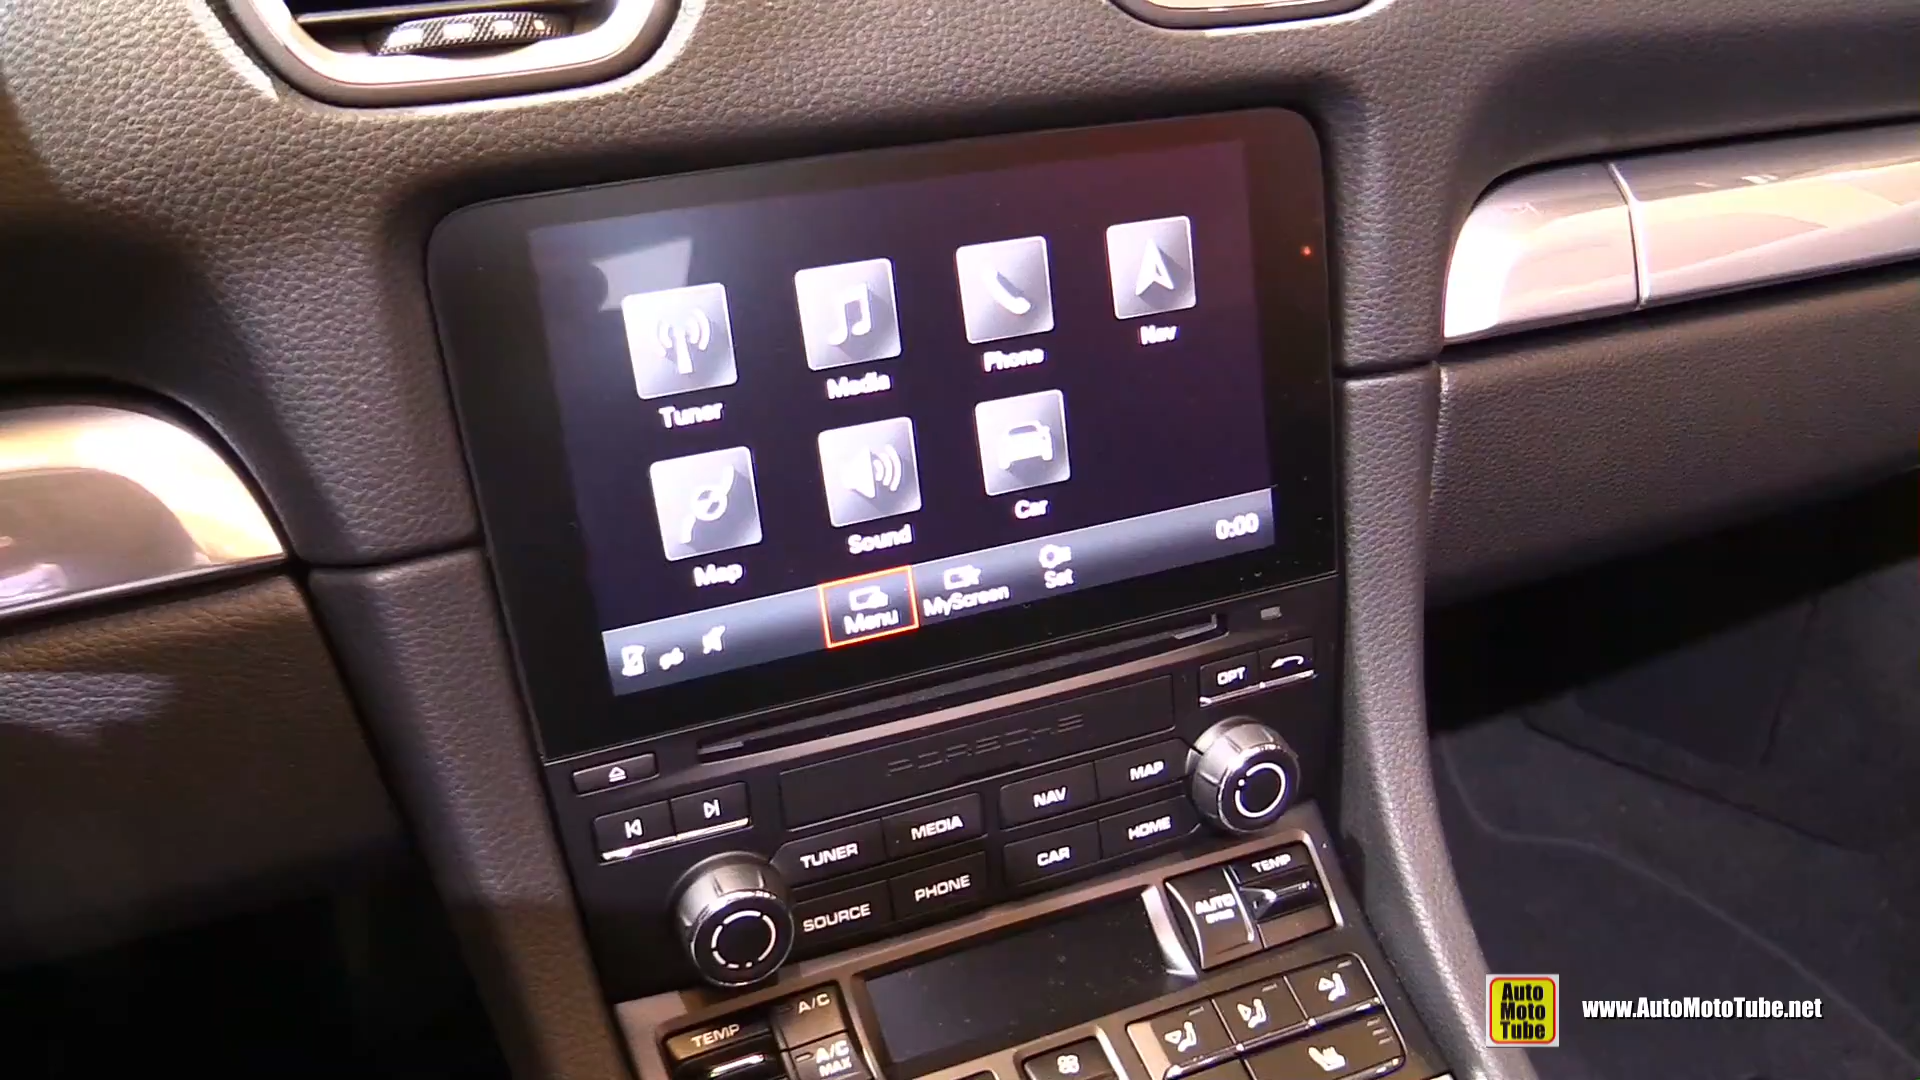 Tuner
Media
Phone
Nav
Map
Sound
Car
Menu
MyScreen
Set
0:00
OPT
PORSCHE
TUNER
MEDIA
NAV
MAP
SOURCE
PHONE
CAR
HOME
TEMP
AUTO
SYNC
TEMP
A/C
A/C
MAX
Auto
Moto
Tube
www.AutoMotoTube.net